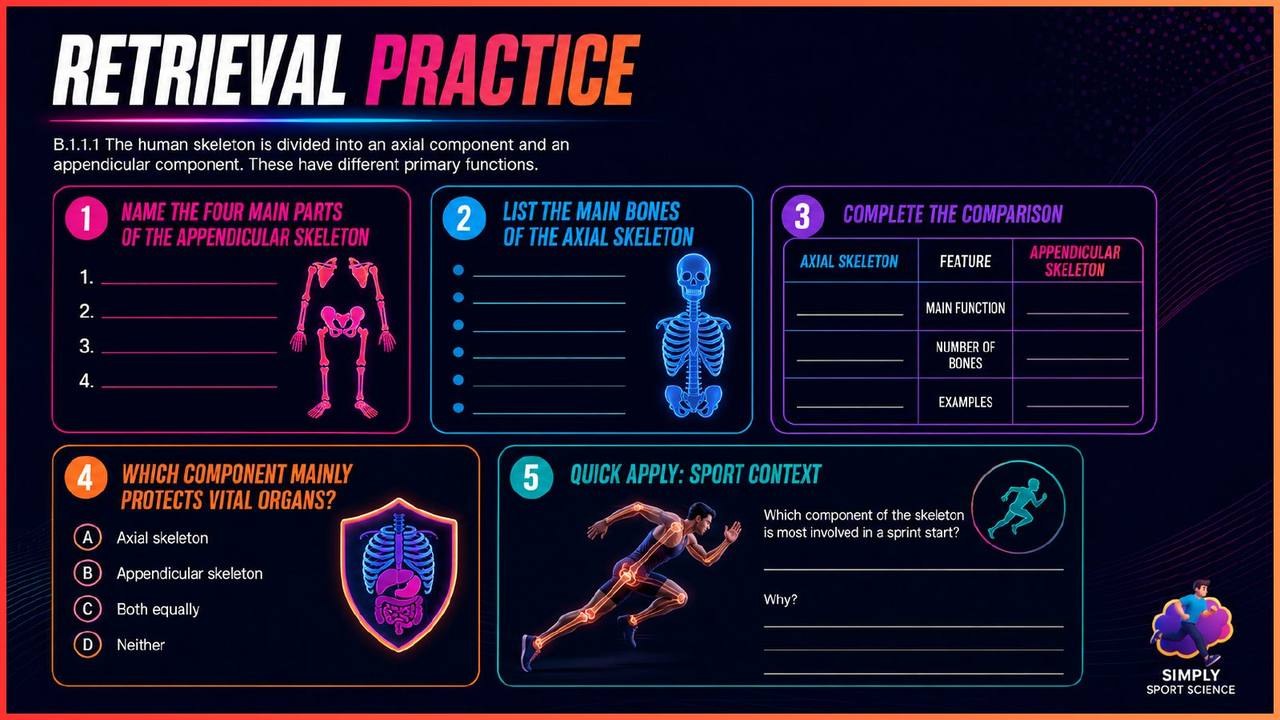 RETRIEVAL PRACTICE
B.1.1.1 The human skeleton is divided into an axial component and an
appendicular component. These have different primary functions.
1
NAME THE FOUR MAIN PARTS
OF THE APPENDICULAR SKELETON
1.
2.
3.
4.
2
LIST THE MAIN BONES
OF THE AXIAL SKELETON
3
COMPLETE THE COMPARISON
AXIAL SKELETON
FEATURE
APPENDICULAR
SKELETON
MAIN FUNCTION
NUMBER OF
BONES
EXAMPLES
4
WHICH COMPONENT MAINLY
PROTECTS VITAL ORGANS?
A Axial skeleton
B Appendicular skeleton
C Both equally
D Neither
5
QUICK APPLY: SPORT CONTEXT
Which component of the skeleton
is most involved in a sprint start?
Why?
SIMPLY
SPORT SCIENCE